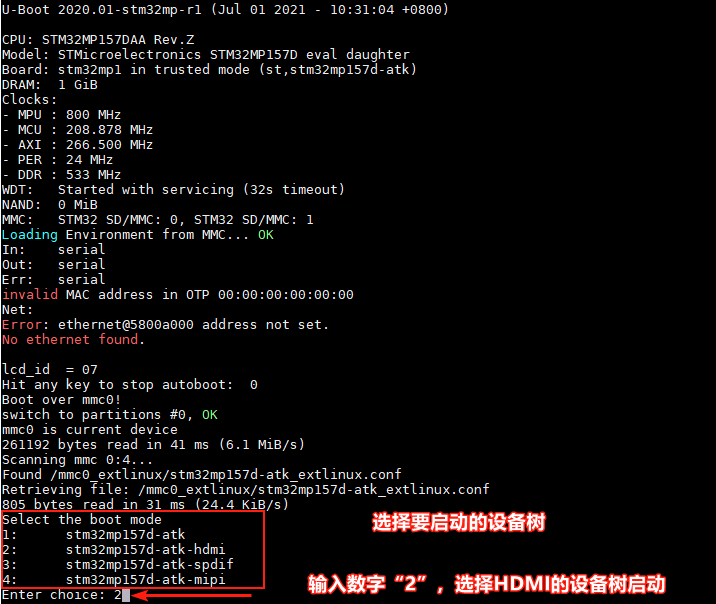 U-Boot 2020.01-stm32mp-r1 (Jul 01 2021 - 10:31:04 +0800)
CPU: STM32MP157DAA Rev.Z
Model: STMicroelectronics STM32MP157D eval daughter
Board: stm32mp1 in trusted mode (st,stm32mp157d-atk)
DRAM:  1 GiB
Clocks:
- MPU : 800 MHz
- MCU : 208.878 MHz
- AXI : 266.500 MHz
- PER : 24 MHz
- DDR : 533 MHz
WDT:   Started with servicing (32s timeout)
NAND:  0 MiB
MMC:   STM32 SD/MMC: 0, STM32 SD/MMC: 1
Loading Environment from MMC... OK
In:    serial
Out:   serial
Err:   serial
invalid MAC address in OTP 00:00:00:00:00:00
Net:
Error: ethernet@5800a000 address not set.
No ethernet found.
lcd_id  = 07
Hit any key to stop autoboot:  0
Boot over mmc0!
switch to partitions #0, OK
mmc0 is current device
261192 bytes read in 41 ms (6.1 MiB/s)
Scanning mmc 0:4...
Found /mmc0_extlinux/stm32mp157d-atk_extlinux.conf
Retrieving file: /mmc0_extlinux/stm32mp157d-atk_extlinux.conf
805 bytes read in 31 ms (24.4 KiB/s)
Select the boot mode
选择要启动的设备树
1:      stm32mp157d-atk
2:      stm32mp157d-atk-hdmi
3:      stm32mp157d-atk-spdif
4:      stm32mp157d-atk-mipi
输入数字“2”，选择HDMI的设备树启动
Enter choice: 2